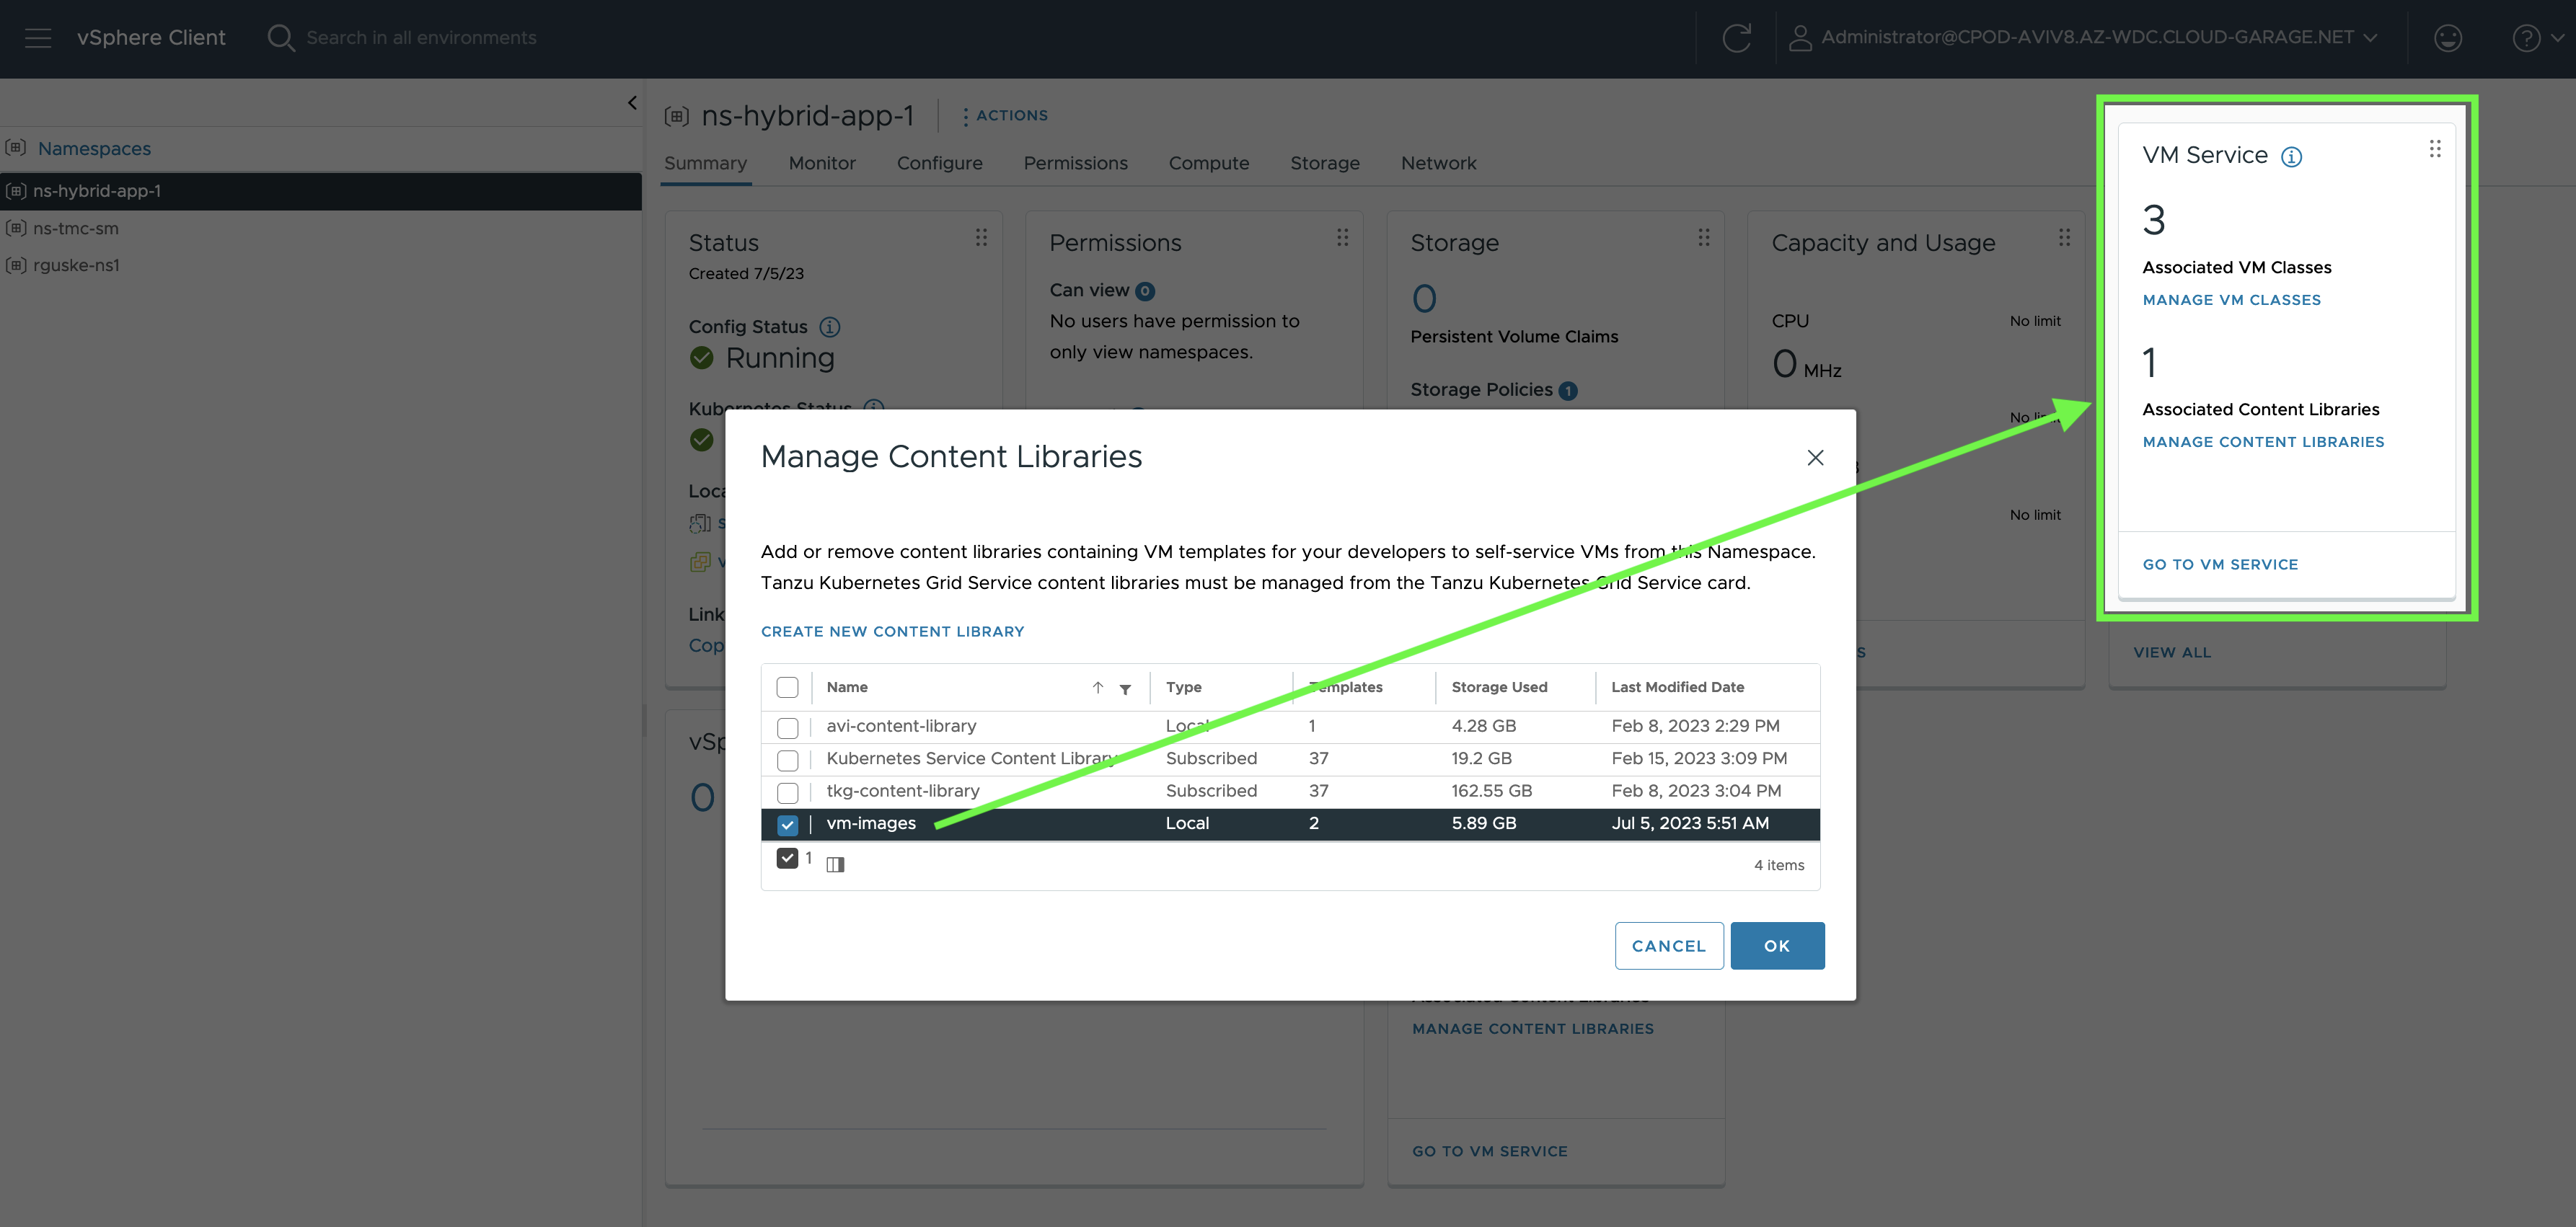 vSphere Client
Search in all environments
Administrator@CPOD-AVIV8.AZ-WDC.CLOUD-GARAGE.NET
Namespaces
ns-hybrid-app-1
ns-tmc-sm
rguske-ns1
ns-hybrid-app-1
ACTIONS
Summary Monitor Configure Permissions Compute Storage Network
Status
Created 7/5/23
Config Status
Running
Kubernetes Status
Link
Permissions
Can view 0
No users have permission to
only view namespaces.
Storage
0
Persistent Volume Claims
Storage Policies 1
Capacity and Usage
CPU No limit
0 MHz
No limit
No limit
VM Service
3
Associated VM Classes
MANAGE VM CLASSES
1
Associated Content Libraries
MANAGE CONTENT LIBRARIES
GO TO VM SERVICE
VIEW ALL
0
Manage Content Libraries
Add or remove content libraries containing VM templates for your developers to self-service VMs from this Namespace.
Tanzu Kubernetes Grid Service content libraries must be managed from the Tanzu Kubernetes Grid Service card.
CREATE NEW CONTENT LIBRARY
Name Type Templates Storage Used Last Modified Date
avi-content-library Local 1 4.28 GB Feb 8, 2023 2:29 PM
Kubernetes Service Content Library Subscribed 37 19.2 GB Feb 15, 2023 3:09 PM
tkg-content-library Subscribed 37 162.55 GB Feb 8, 2023 3:04 PM
vm-images Local 2 5.89 GB Jul 5, 2023 5:51 AM
1
4 items
CANCEL OK
Associated Content Libraries
MANAGE CONTENT LIBRARIES
GO TO VM SERVICE